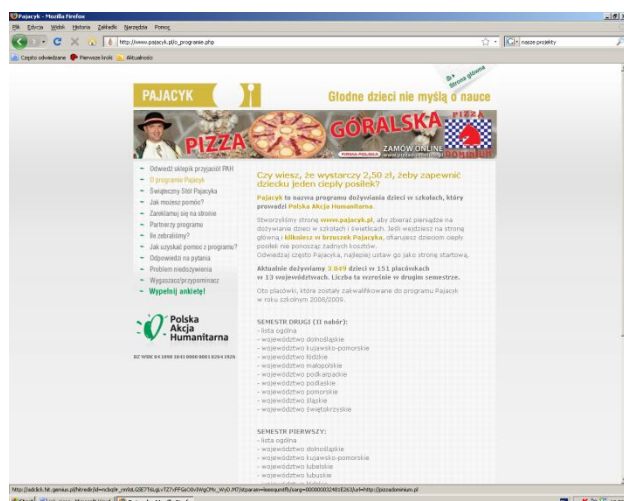 Pajacyk - Mozilla Firefox
Plik Edycja Widok Historia Zakładki Narzędzia Pomoc
http://www.pajacyk.pl/o_programie.php
nasze projekty
Często odwiedzane Pierwsze kroki Aktualności
Strona główna
PAJACYK
Głodne dzieci nie myślą o nauce
PIZZA GÓRALSKA
ZAMÓW ONLINE
PIZZA DOMINIUM
Odwiedź sklepik przyjaciół PAH
O programie Pajacyk
Świąteczny Stół Pajacyka
Jak możesz pomóc?
Zareklamuj się na stronie
Partnerzy programu
Ile zebraliśmy?
Jak uzyskać pomoc z programu?
Odpowiedzi na pytania
Problem niedożywienia
Wygaszacz/przypominacz
Wypełnij ankietę!
Polska
Akcja
Humanitarna
Czy wiesz, że wystarczy 2,50 zł, żeby zapewnić
dziecku jeden ciepły posiłek?
Pajacyk to nazwa programu dożywiania dzieci w szkołach, który
prowadzi Polska Akcja Humanitarna.
Stworzyliśmy stronę www.pajacyk.pl, aby zbierać pieniądze na
dożywianie dzieci w szkołach i świetlicach. Jeśli wejdziesz na stronę
główną i klikniesz w brzuszek Pajacyka, ofiarujesz dzieciom ciepły
posiłek nie ponosząc żadnych kosztów.
Odwiedzaj często Pajacyka, najlepiej ustaw go jako stronę startową.
Aktualnie dożywiamy 3 049 dzieci w 151 placówkach
w 13 województwach. Liczba ta wzrośnie w drugim semestrze.
Oto placówki, które zostały zakwalifikowane do programu Pajacyk
w roku szkolnym 2008/2009.
SEMESTR DRUGI (II nabór):
- lista ogólna
- województwo dolnośląskie
- województwo kujawsko-pomorskie
- województwo łódzkie
- województwo małopolskie
- województwo podkarpackie
- województwo podlaskie
- województwo pomorskie
- województwo śląskie
- województwo świętokrzyskie
SEMESTR PIERWSZY:
- lista ogólna
- województwo dolnośląskie
- województwo kujawsko-pomorskie
- województwo lubelskie
- województwo lubuskie